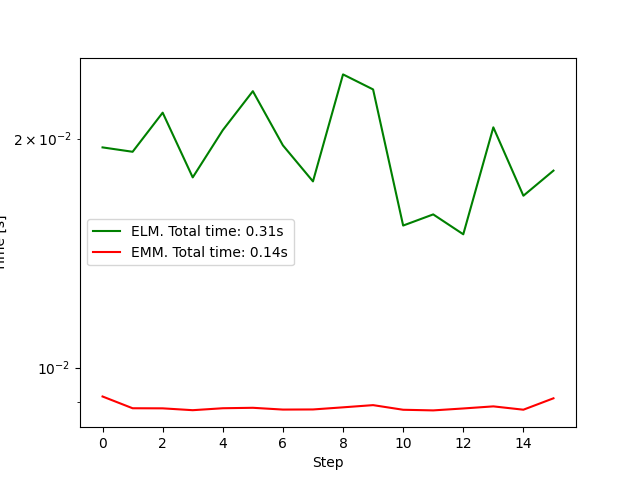 2 × 10⁻²
ELM. Total time: 0.31s
EMM. Total time: 0.14s
10⁻²
0 2 4 6 8 10 12 14
Step